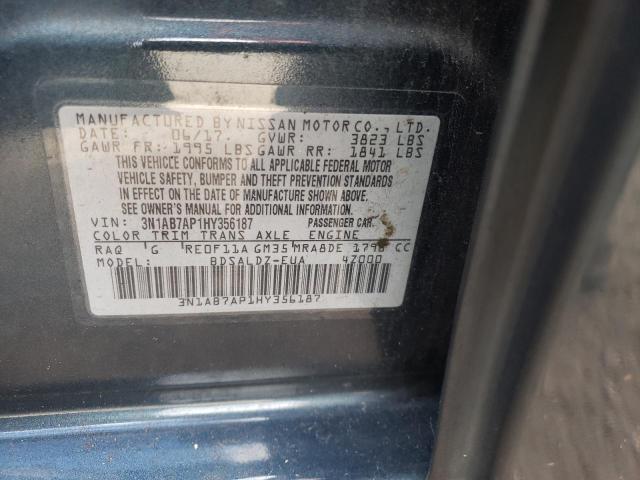 MANUFACTURED BY NISSAN MOTOR CO., LTD.
DATE: 06/17. GVWR: 3823 LBS
GAWR FR: 1995 LBS GAWR RR: 1841 LBS
THIS VEHICLE CONFORMS TO ALL APPLICABLE FEDERAL MOTOR
VEHICLE SAFETY, BUMPER AND THEFT PREVENTION STANDARDS
IN EFFECT ON THE DATE OF MANUFACTURE SHOWN ABOVE.
SEE OWNER'S MANUAL FOR ADDITIONAL INFORMATION.
VIN: 3N1AB7AP1HY356187 PASSENGER CAR
COLOR TRIM TRANS AXLE ENGINE
RAQ G RE0F11A GM35 MRA8DE 1798 CC
MODEL: BDSALDZ-EUA 4Z000
3N1AB7AP1HY356187